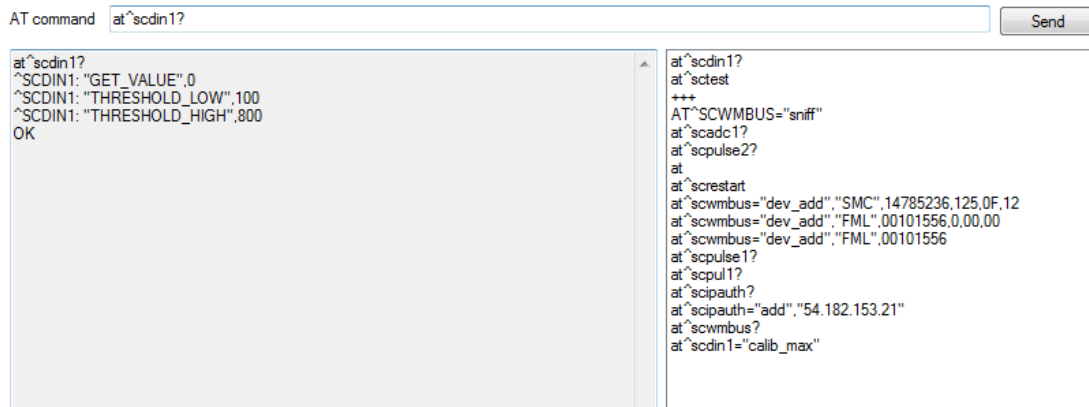 AT command at^scdin1? Send
at^scdin1?
^SCDIN1: "GET_VALUE",0
^SCDIN1: "THRESHOLD_LOW",100
^SCDIN1: "THRESHOLD_HIGH",800
OK
at^scdin1?
at^sctest
+++
AT^SCWMBUS="sniff"
at^scadc1?
at^scpulse2?
at
at^screstart
at^scwmbus="dev_add","SMC",14785236,125,0F,12
at^scwmbus="dev_add","FML",00101556,0,00,00
at^scwmbus="dev_add","FML",00101556
at^scpulse1?
at^scpul1?
at^scipauth?
at^scipauth="add","54.182.153.21"
at^scwmbus?
at^scdin1="calib_max"